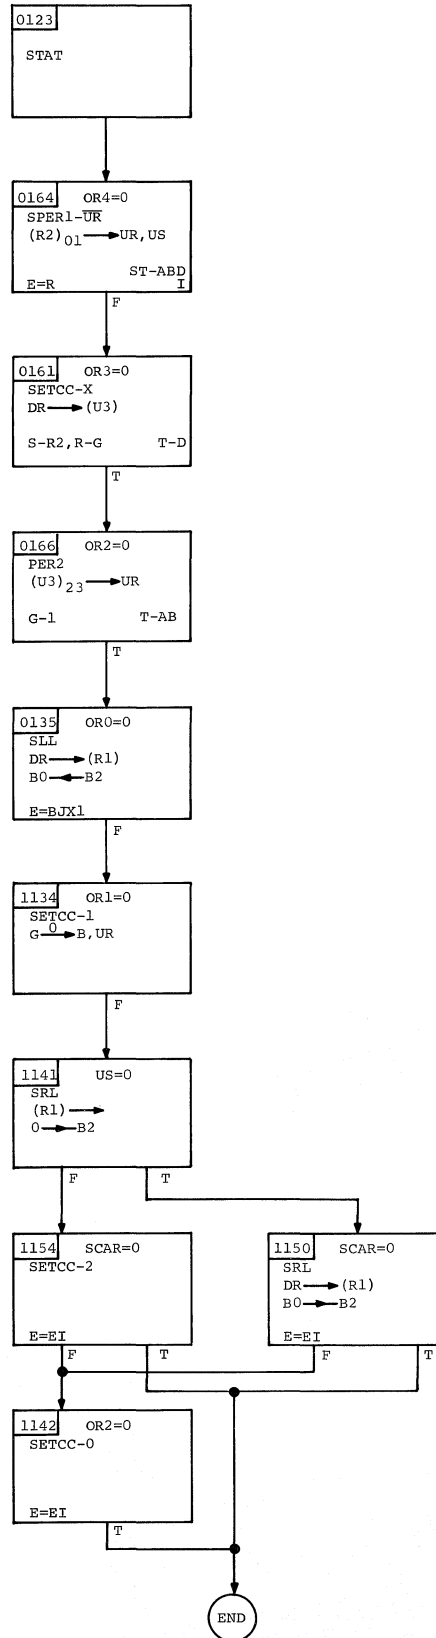 0123
STAT
0164 OR4=0
SPER1-UR
(R2)01 → UR,US
ST-ABD
E=R I
F
0161 OR3=0
SETCC-X
DR → (U3)
S-R2,R-G T-D
T
0166 OR2=0
PER2
(U3)23 → UR
G-1 T-AB
T
0135 OR0=0
SLL
DR → (R1)
B0 ← B2
E=BJX1
F
1134 OR1=0
SETCC-1
G 0 → B,UR
F
1141 US=0
SRL
(R1) →
0 → B2
F T
1154 SCAR=0
SETCC-2
E=EI
F T
1150 SCAR=0
SRL
DR → (R1)
B0 → B2
E=EI
F T
1142 OR2=0
SETCC-0
E=EI
T
END